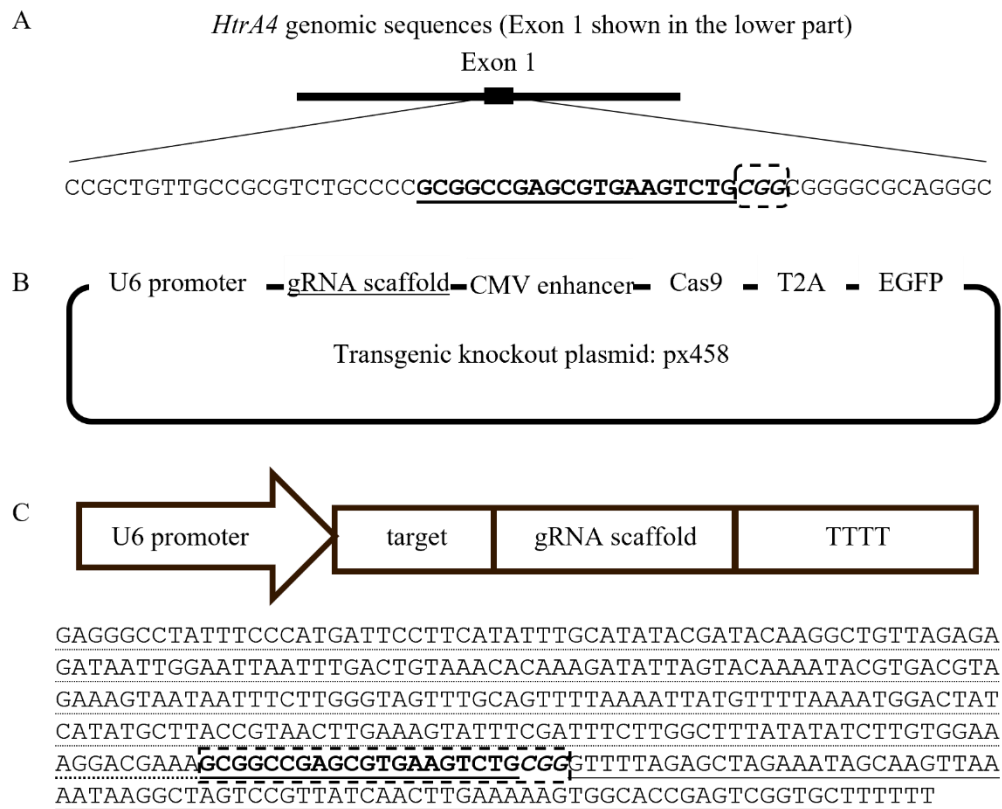 A
HtrA4 genomic sequences (Exon 1 shown in the lower part)
Exon 1
CCGCTGTTGCCGCGTCTGCCCCGCGGCCGAGCGTGAAGTCTGCGGCGGGGCGCAGGGC
B
U6 promoter gRNA scaffold CMV enhancer Cas9 T2A EGFP
Transgenic knockout plasmid: px458
C
U6 promoter target gRNA scaffold TTTT
GAGGGCCTATTTCCCATGATTCCTTCATATTTGCATATACGATACAAGGCTGTTAGAGA
GATAATTGGAATTAATTTGACTGTAAACACAAAGATATTAGTACAAAATACGTGACGTA
GAAAGTAATAATTTCTTGGGTAGTTTGCAGTTTTAAAATTATGTTTTAAAATGGACTAT
CATATGCTTACCGTAACTTGAAAGTATTTCGATTTCTTGGCTTTATATATCTTGTGGAA
AGGACGAAAGCGGCCGAGCGTGAAGTCTGCGGGTTTTAGAGCTAGAAATAGCAAGTTAA
AATAAGGCTAGTCCGTTATCAACTTGAAAAAGTGGCACCGAGTCGGTGCTTTTTT